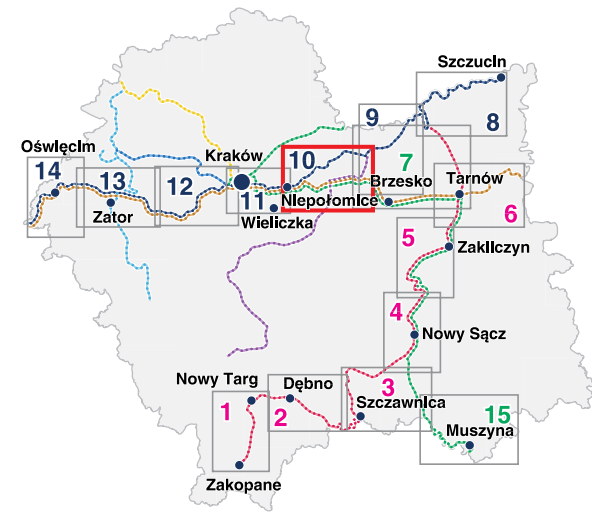 Szczucin
9
8
Oświęcim
Kraków
10
7
14
13
12
11
Brzesko
Tarnów
Niepołomice
Zator
Wieliczka
6
5
Zakliczyn
4
Nowy Sącz
Nowy Targ
Dębno
3
1
2
Szczawnica
15
Muszyna
Zakopane